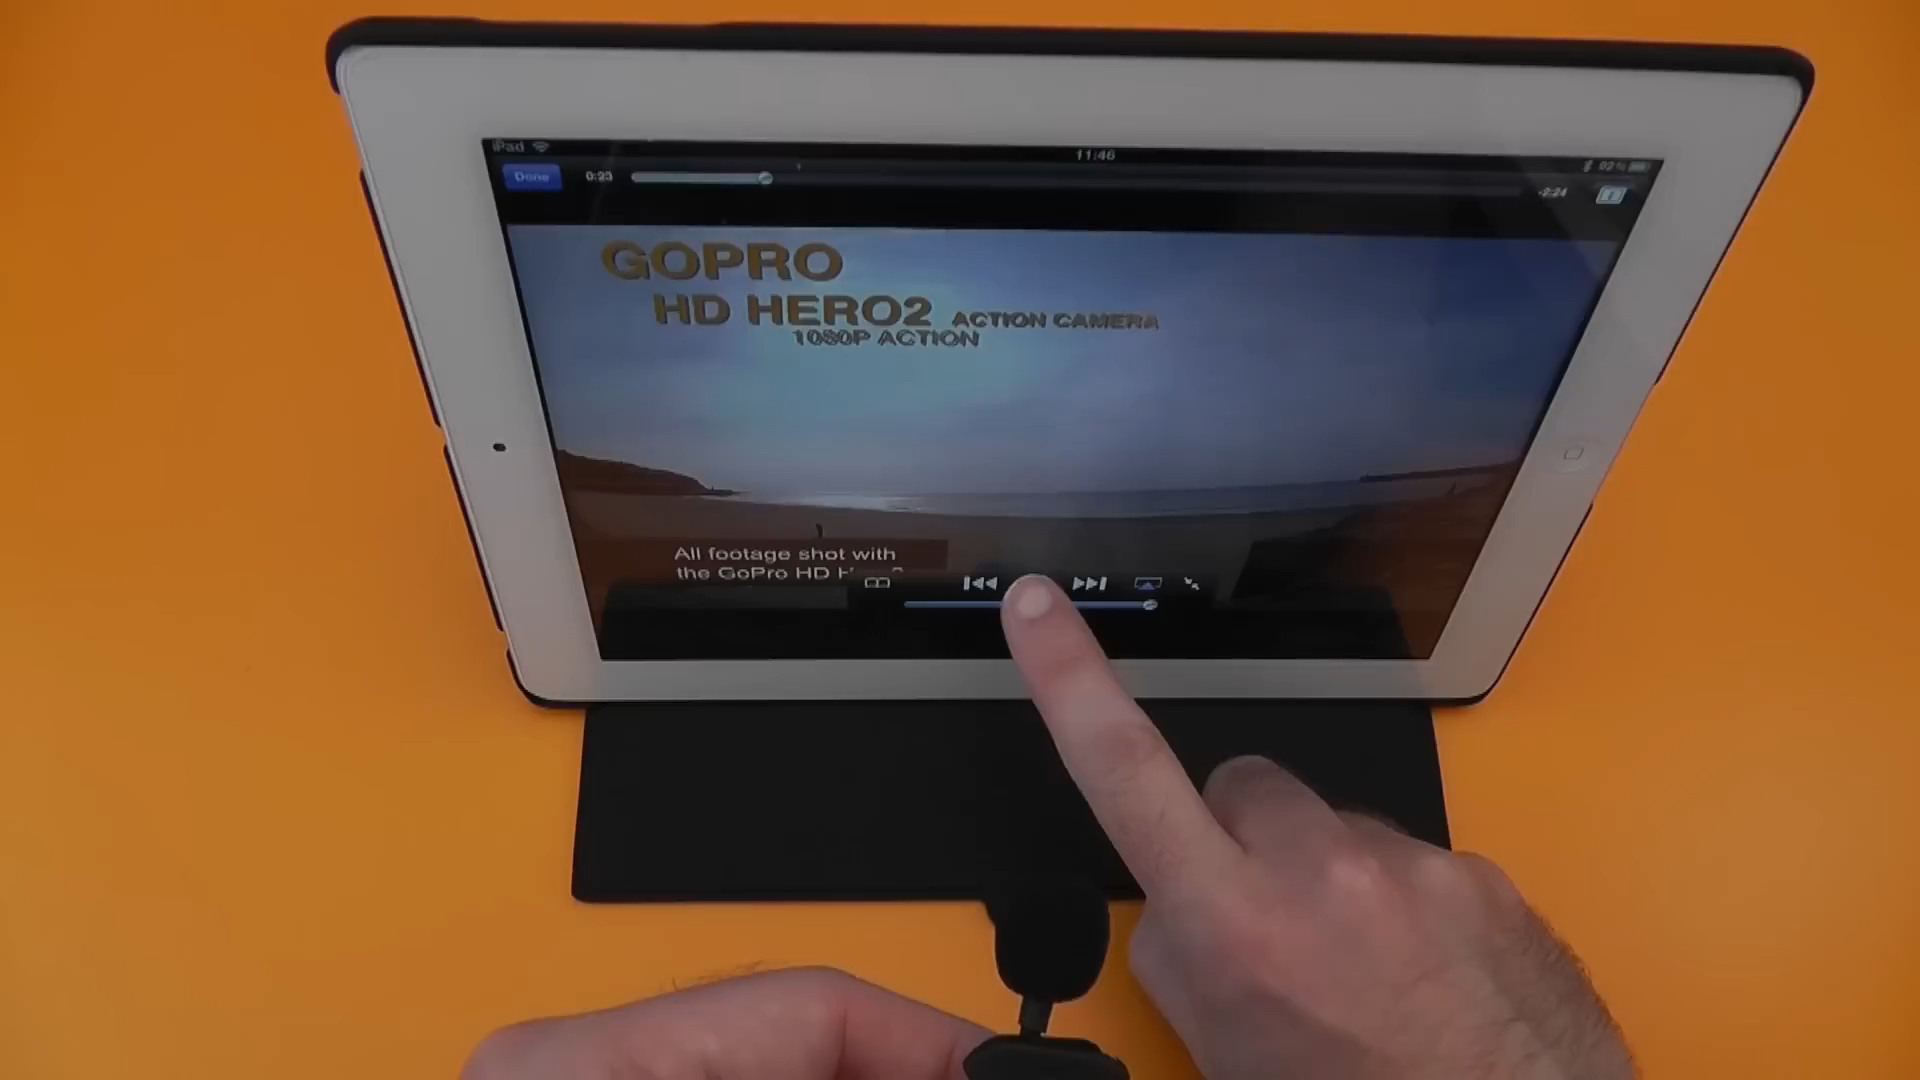 iPad 11:46 92%
Done 0:23 -2:24
GOPRO
HD HERO2 ACTION CAMERA
1080P ACTION
All footage shot with
the GoPro HD